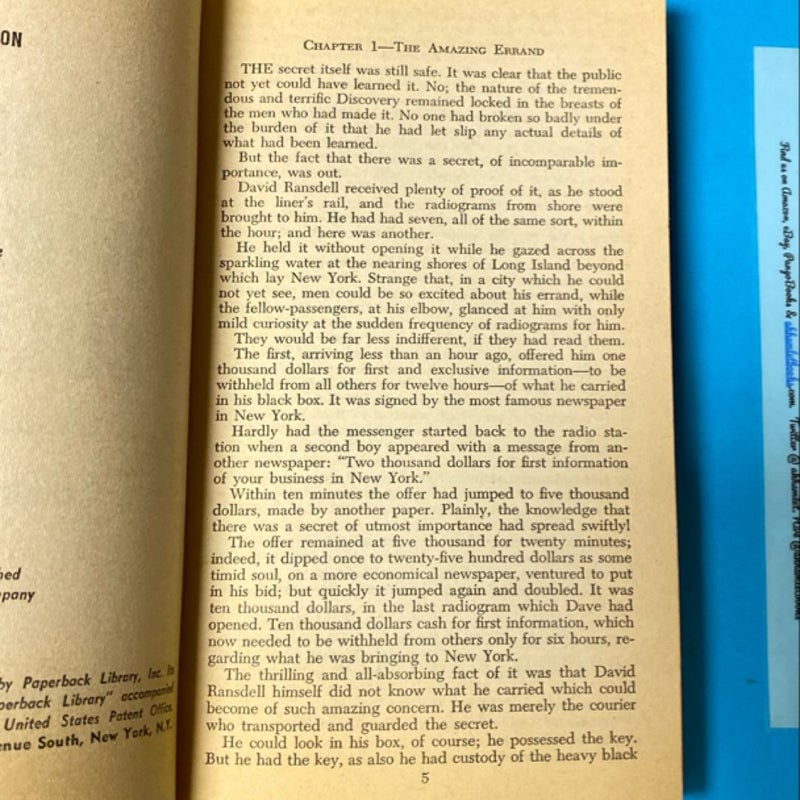 ON
ned
pany
by Paperback Library, Inc. In
perback Library" accompanied
United States Patent Office.
enue South, New York, N.Y.
CHAPTER 1—THE AMAZING ERRAND
THE secret itself was still safe. It was clear that the public
not yet could have learned it. No; the nature of the tremen-
dous and terrific Discovery remained locked in the breasts of
the men who had made it. No one had broken so badly under
the burden of it that he had let slip any actual details of
what had been learned.
But the fact that there was a secret, of incomparable im-
portance, was out.
David Ransdell received plenty of proof of it, as he stood
at the liner's rail, and the radiograms from shore were
brought to him. He had had seven, all of the same sort, within
the hour; and here was another.
He held it without opening it while he gazed across the
sparkling water at the nearing shores of Long Island beyond
which lay New York. Strange that, in a city which he could
not yet see, men could be so excited about his errand, while
the fellow-passengers, at his elbow, glanced at him with only
mild curiosity at the sudden frequency of radiograms for him.
They would be far less indifferent, if they had read them.
The first, arriving less than an hour ago, offered him one
thousand dollars for first and exclusive information—to be
withheld from all others for twelve hours—of what he carried
in his black box. It was signed by the most famous newspaper
in New York.
Hardly had the messenger started back to the radio sta-
tion when a second boy appeared with a message from an-
other newspaper: "Two thousand dollars for first information
of your business in New York."
Within ten minutes the offer had jumped to five thousand
dollars, made by another paper. Plainly, the knowledge that
there was a secret of utmost importance had spread swiftly!
The offer remained at five thousand for twenty minutes;
indeed, it dipped once to twenty-five hundred dollars as some
timid soul, on a more economical newspaper, ventured to put
in his bid; but quickly it jumped again and doubled. It was
ten thousand dollars, in the last radiogram which Dave had
opened. Ten thousand dollars cash for first information, which
now needed to be withheld from others only for six hours, re-
garding what he was bringing to New York.
The thrilling and all-absorbing fact of it was that David
Ransdell himself did not know what he carried which could
become of such amazing concern. He was merely the courier
who transported and guarded the secret.
He could look in his box, of course; he possessed the key.
But he had the key, as also he had custody of the heavy black
5
Find us on Amazon, eBay, PangoBooks &